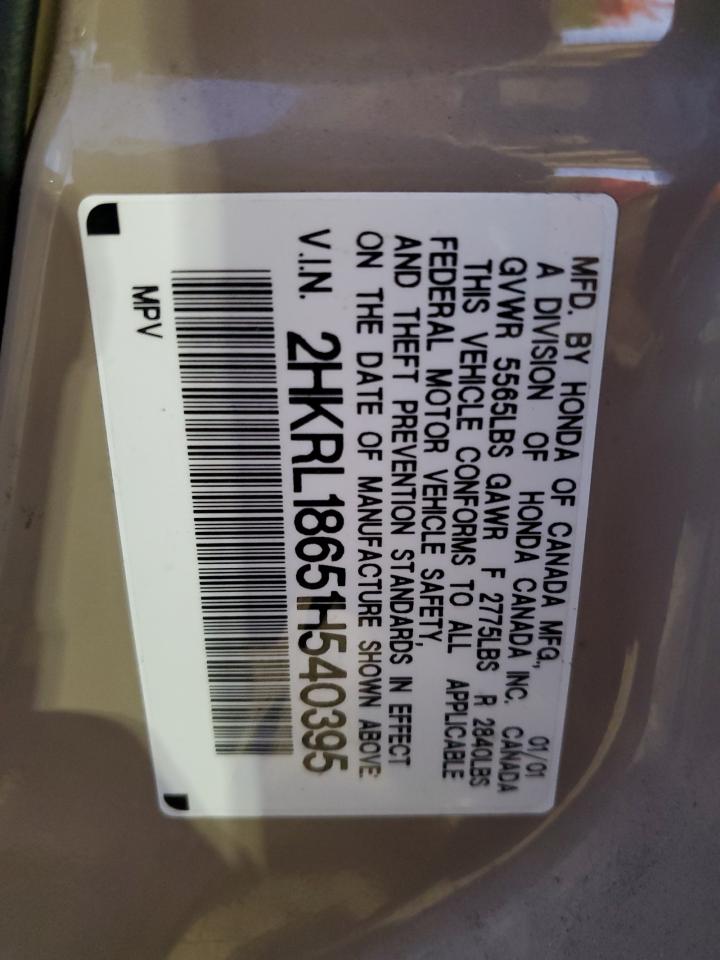 MFD. BY HONDA OF CANADA MFG., 01/01
A DIVISION OF HONDA CANADA INC. CANADA
GVWR 5565LBS GAWR F 2775LBS R 2840LBS
THIS VEHICLE CONFORMS TO ALL APPLICABLE
FEDERAL MOTOR VEHICLE SAFETY,
AND THEFT PREVENTION STANDARDS IN EFFECT
ON THE DATE OF MANUFACTURE SHOWN ABOVE.
V.I.N. 2HKRL18651H540395
MPV